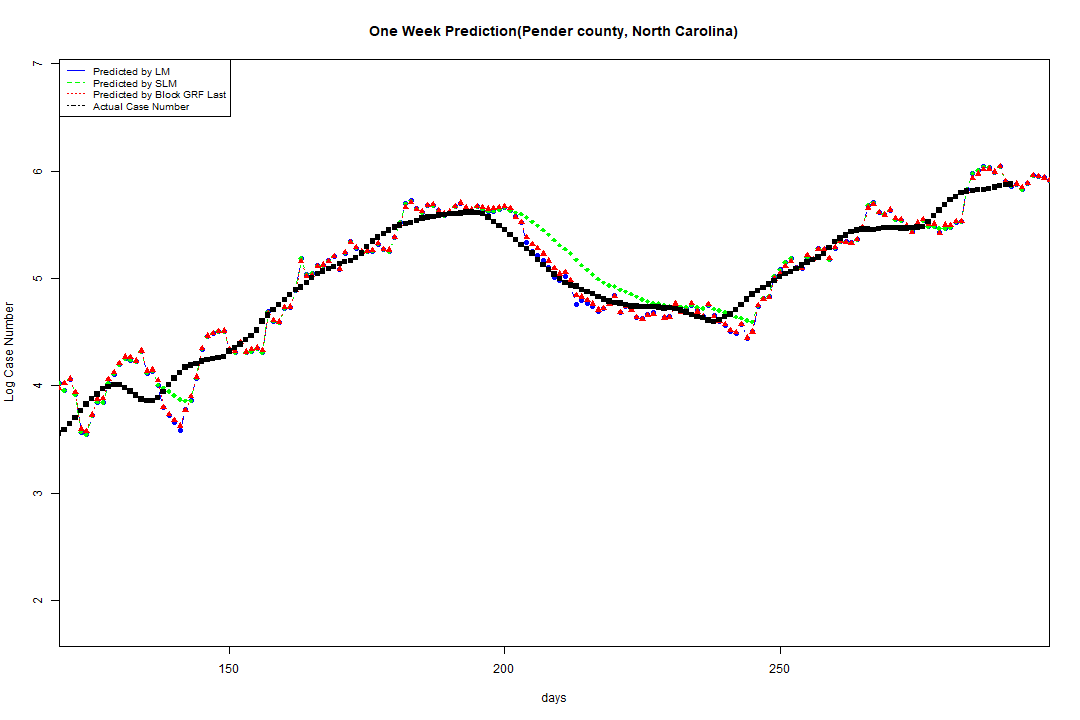 One Week Prediction(Pender county, North Carolina)
Predicted by LM
Predicted by SLM
Predicted by Block GRF Last
Actual Case Number
7
6
5
4
3
2
Log Case Number
150 200 250
days